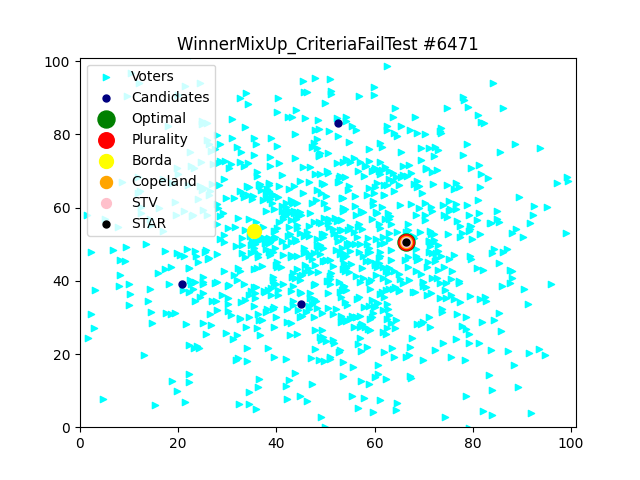 WinnerMixUp_CriteriaFailTest #6471
100
80
60
40
20
0
0 20 40 60 80 100
Voters
Candidates
Optimal
Plurality
Borda
Copeland
STV
STAR